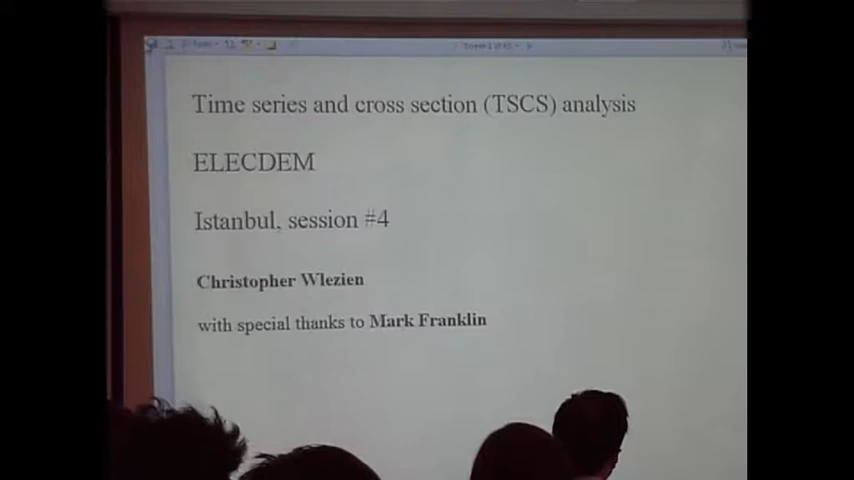 Time series and cross section (TSCS) analysis
ELECDEM
Istanbul, session #4
Christopher Wlezien
with special thanks to Mark Franklin